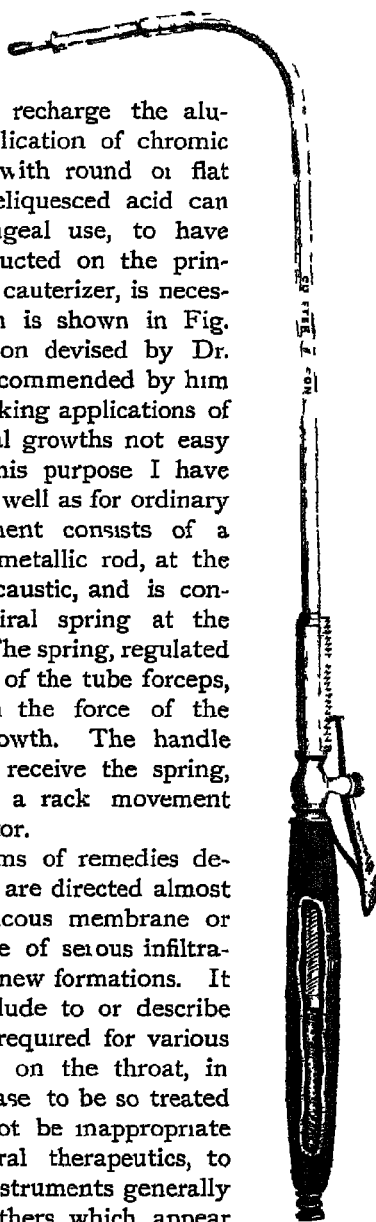 recharge the alu-
lication of chromic
with round oi flat
eliquesced acid can
ngeal use, to have
ucted on the prin-
cauterizer, is neces-
is shown in Fig.
on devised by Dr.
commended by him
king applications of
al growths not easy
his purpose I have
well as for ordinary
ment consists of a
metallic rod, at the
caustic, and is con-
iral spring at the
The spring, regulated
of the tube forceps,
the force of the
owth. The handle
receive the spring,
a rack movement
or.
ms of remedies de-
are directed almost
ucous membrane or
e of seious infiltra-
new formations. It
lude to or describe
required for various
on the throat, in
ase to be so treated
ot be inappropriate
ral therapeutics, to
struments generally
thers which appear